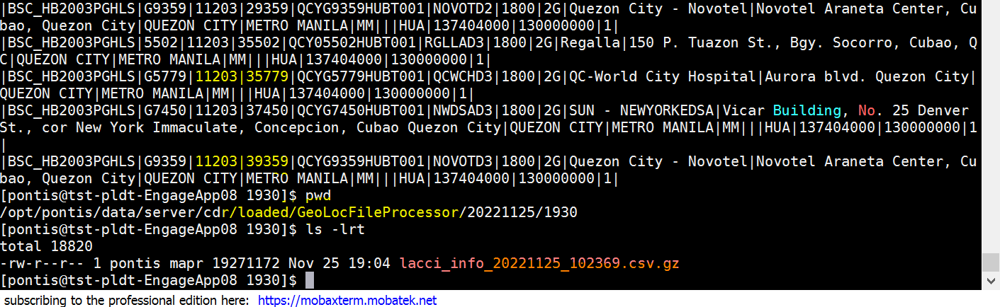 |BSC_HB2003PGHLS|G9359|11203|29359|QCYG9359HUBT001|NOVOTD2|1800|2G|Quezon City - Novotel|Novotel Araneta Center, Cu
bao, Quezon City|QUEZON CITY|METRO MANILA|MM|||HUA|137404000|130000000|1|
|BSC_HB2003PGHLS|5502|11203|35502|QCY05502HUBT001|RGLLAD3|1800|2G|Regalla|150 P. Tuazon St., Bgy. Socorro, Cubao, Q
C|QUEZON CITY|METRO MANILA|MM|||HUA|137404000|130000000|1|
|BSC_HB2003PGHLS|G5779|11203|35779|QCYG5779HUBT001|QCWCHD3|1800|2G|QC-World City Hospital|Aurora blvd. Quezon City|
QUEZON CITY|METRO MANILA|MM|||HUA|137404000|130000000|1|
|BSC_HB2003PGHLS|G7450|11203|37450|QCYG7450HUBT001|NWDSAD3|1800|2G|SUN - NEWYORKEDSA|Vicar Building, No. 25 Denver
St., cor New York Immaculate, Concepcion, Cubao Quezon City|QUEZON CITY|METRO MANILA|MM|||HUA|137404000|130000000|1
|
|BSC_HB2003PGHLS|G9359|11203|39359|QCYG9359HUBT001|NOVOTD3|1800|2G|Quezon City - Novotel|Novotel Araneta Center, Cu
bao, Quezon City|QUEZON CITY|METRO MANILA|MM|||HUA|137404000|130000000|1|
[pontis@tst-pldt-EngageApp08 1930]$ pwd
/opt/pontis/data/server/cdr/loaded/GeoLocFileProcessor/20221125/1930
[pontis@tst-pldt-EngageApp08 1930]$ ls -lrt
total 18820
-rw-r--r-- 1 pontis mapr 19271172 Nov 25 19:04 lacci_info_20221125_102369.csv.gz
[pontis@tst-pldt-EngageApp08 1930]$
subscribing to the professional edition here: https://mobaxterm.mobatek.net